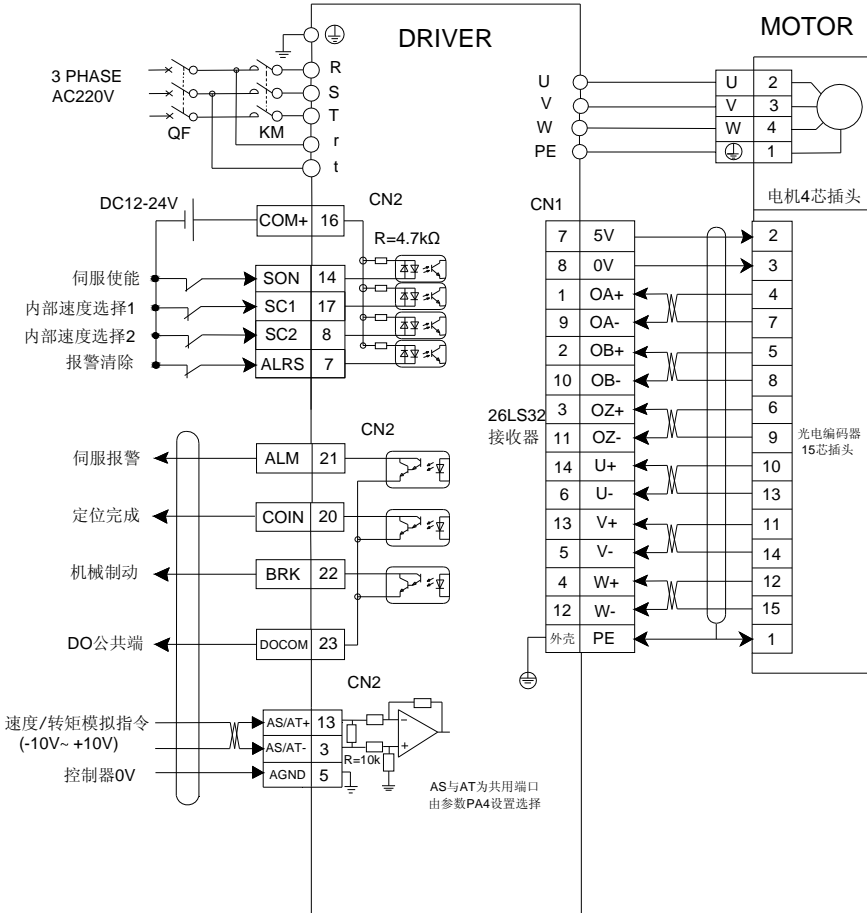 DRIVER
MOTOR
3 PHASE
AC220V
QF
KM
R
S
T
r
t
U
V
W
PE
U 2
V 3
W 4
1
电机4芯插头
DC12-24V
CN2
COM+ 16
R=4.7kΩ
伺服使能 SON 14
内部速度选择1 SC1 17
内部速度选择2 SC2 8
报警清除 ALRS 7
CN2
伺服报警 ALM 21
定位完成 COIN 20
机械制动 BRK 22
DO公共端 DOCOM 23
CN2
速度/转矩模拟指令
(-10V~ +10V)
AS/AT+ 13
AS/AT- 3
控制器0V AGND 5
R=10k
AS与AT为共用端口
由参数PA4设置选择
CN1
26LS32
接收器
7 5V 2
8 0V 3
1 OA+ 4
9 OA- 7
2 OB+ 5
10 OB- 8
3 OZ+ 6
11 OZ- 9
14 U+ 10
6 U- 13
13 V+ 11
5 V- 14
4 W+ 12
12 W- 15
外壳 PE 1
光电编码器
15芯插头